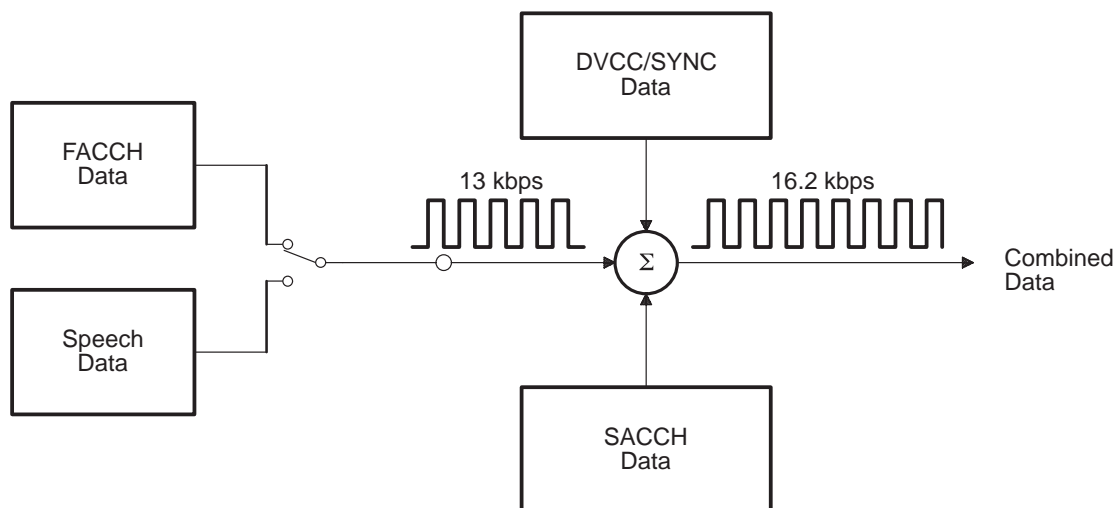 DVCC/SYNC
Data
FACCH
Data
13 kbps
16.2 kbps
Σ
Combined
Data
Speech
Data
SACCH
Data